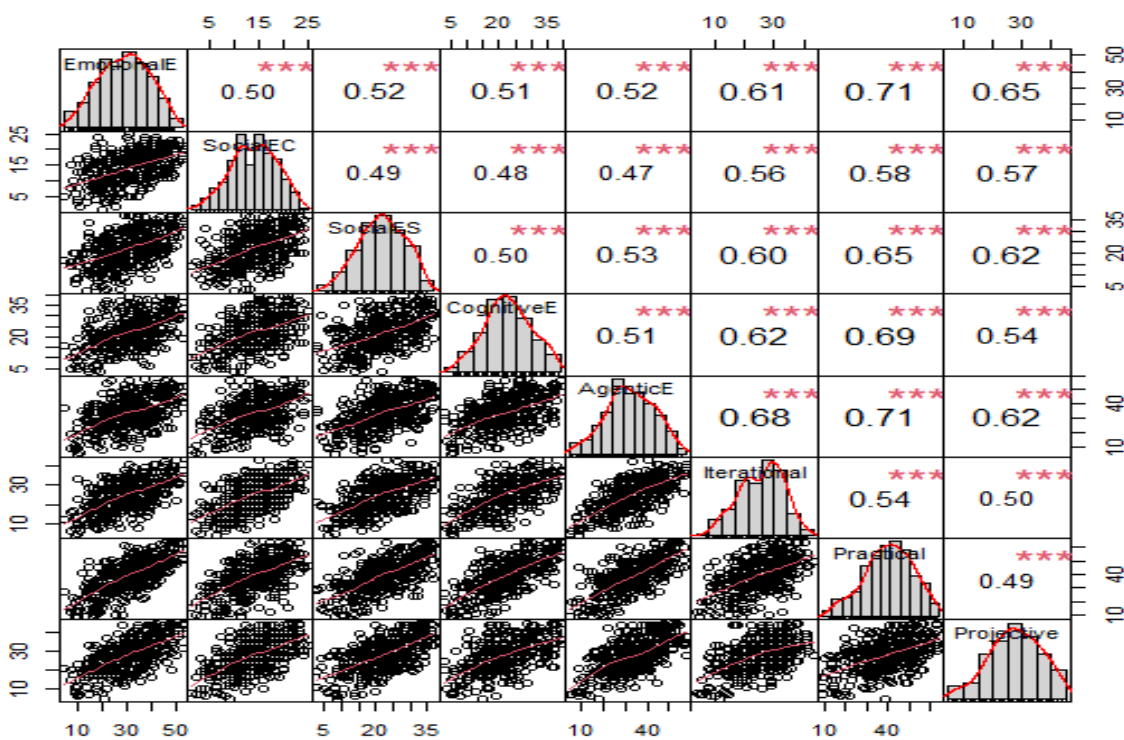 5 15 25 5 20 35 10 30 10 30
EmotionalE *** *** *** *** *** *** ***
0.50 0.52 0.51 0.52 0.61 0.71 0.65
10 30 50
5 15 25
SocialEC *** *** *** *** *** ***
0.49 0.48 0.47 0.56 0.58 0.57
SocialES *** *** *** *** ***
0.50 0.53 0.60 0.65 0.62
5 20 35
5 20 35
CognitiveE *** *** *** ***
0.51 0.62 0.69 0.54
AgenticE *** *** ***
0.68 0.71 0.62
10 40
10 30
Iterational *** ***
0.54 0.50
Practical ***
0.49
10 40
10 30
Projective
10 30 50 5 20 35 10 40 10 40